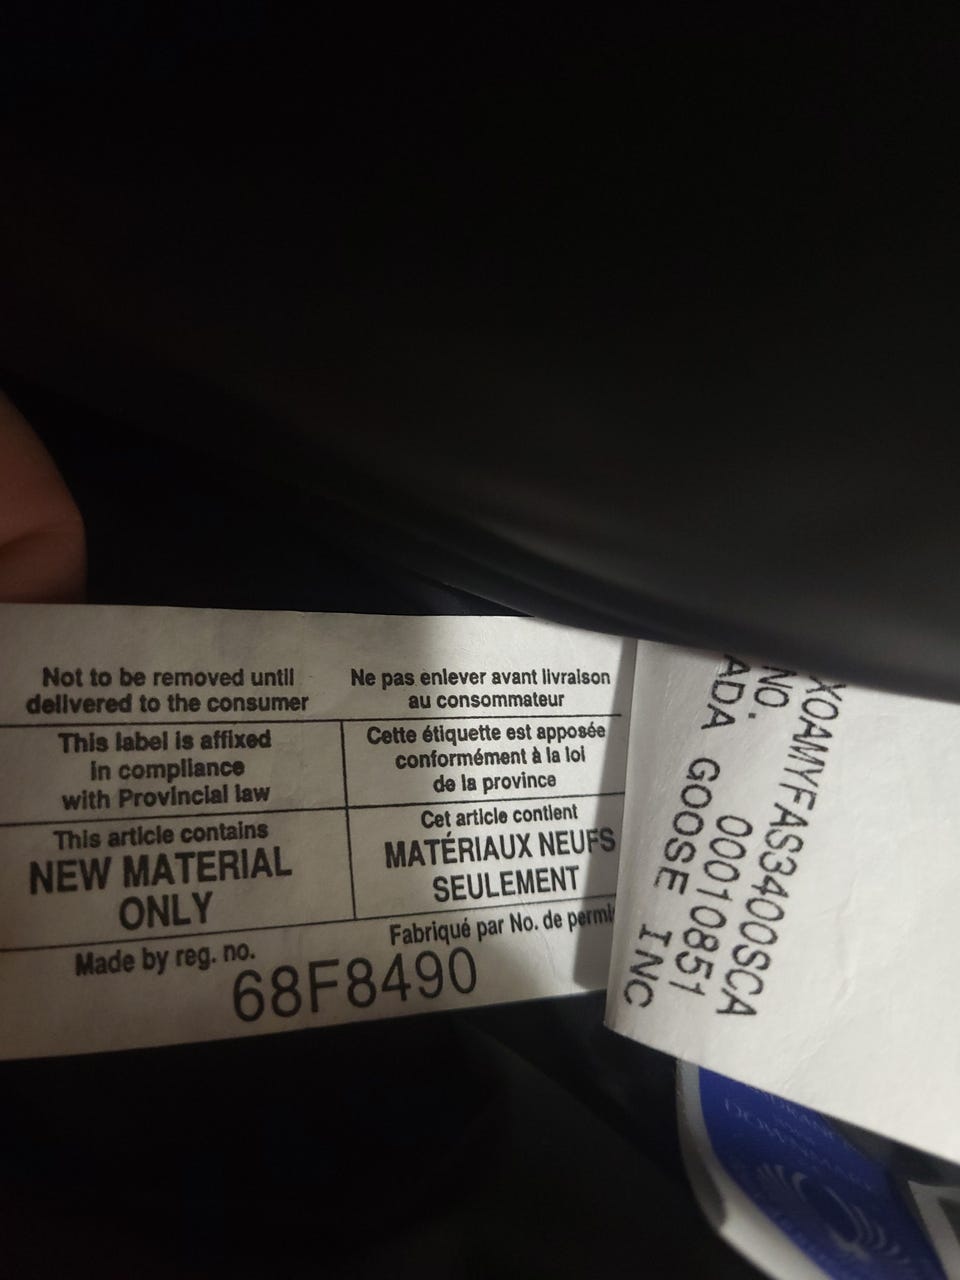 Not to be removed until
delivered to the consumer
Ne pas enlever avant livraison
au consommateur
This label is affixed
in compliance
with Provincial law
Cette étiquette est apposée
conformément à la loi
de la province
This article contains
NEW MATERIAL
ONLY
Cet article contient
MATÉRIAUX NEUFS
SEULEMENT
Made by reg. no.
Fabriqué par No. de permi
68F8490
XOAMYFAS3400SCA
NO. 00010851
ADA GOOSE INC
DOWNMARK